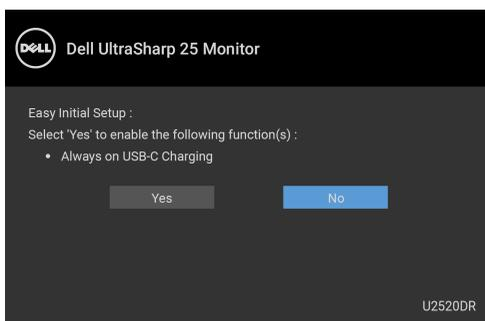 DELL
Dell UltraSharp 25 Monitor
Easy Initial Setup :
Select 'Yes' to enable the following function(s) :
• Always on USB-C Charging
Yes No
U2520DR